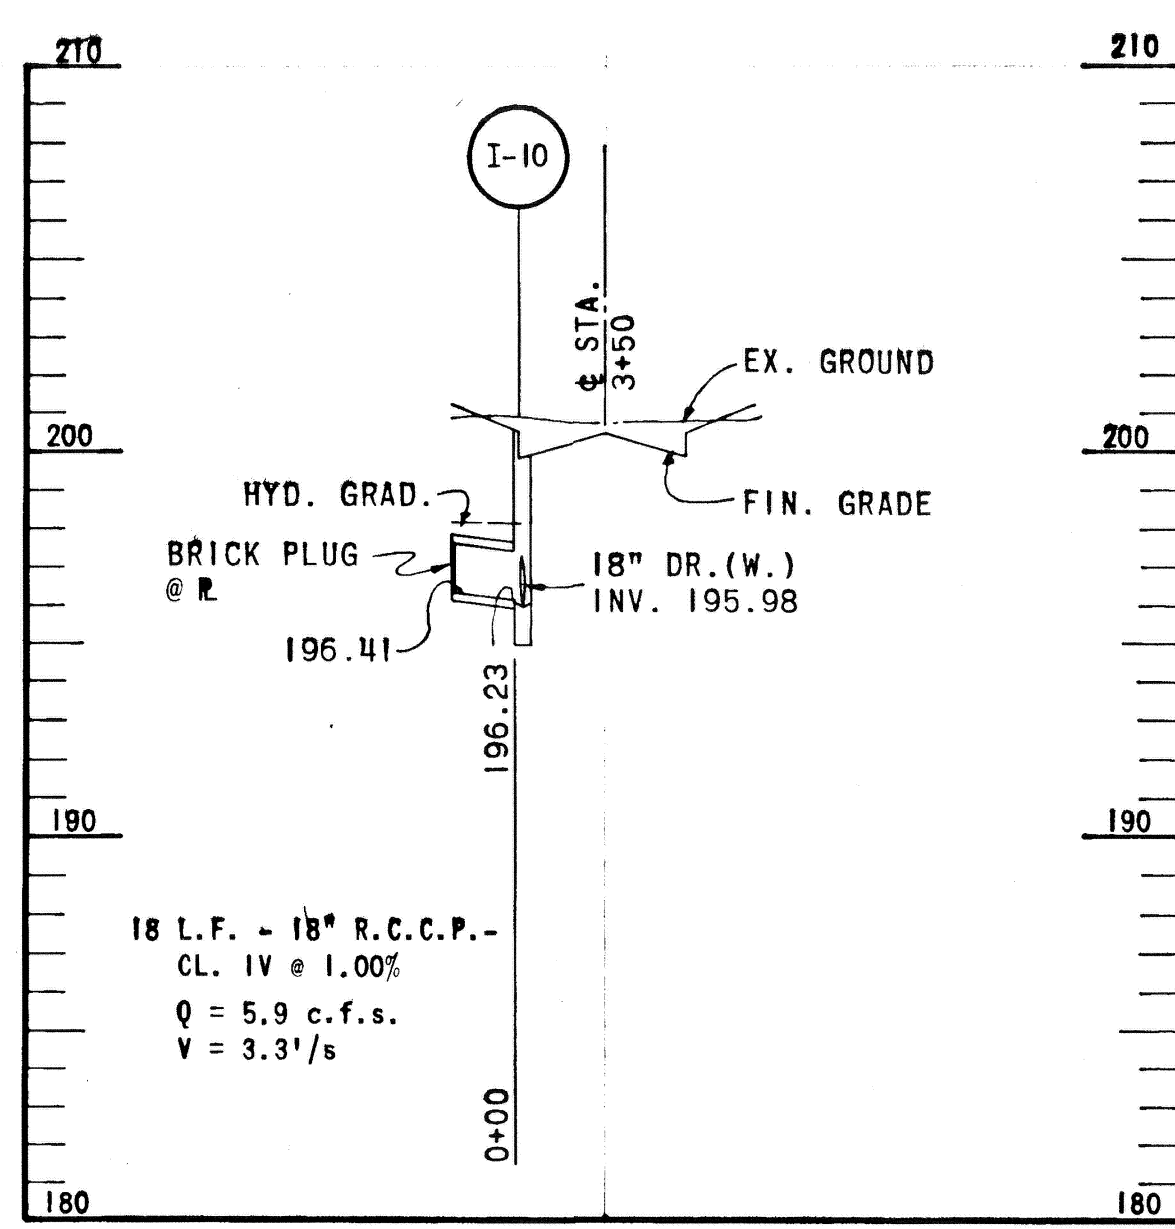 210
210
I-10
℄ STA.
3+50
EX. GROUND
200
200
HYD. GRAD.
FIN. GRADE
BRICK PLUG
@ ℙL
18" DR.(W.)
INV. 195.98
196.41
196.23
190
190
18 L.F. - 18" R.C.C.P.-
CL. IV @ 1.00%
Q = 5.9 c.f.s.
V = 3.3'/s
0+00
180
180